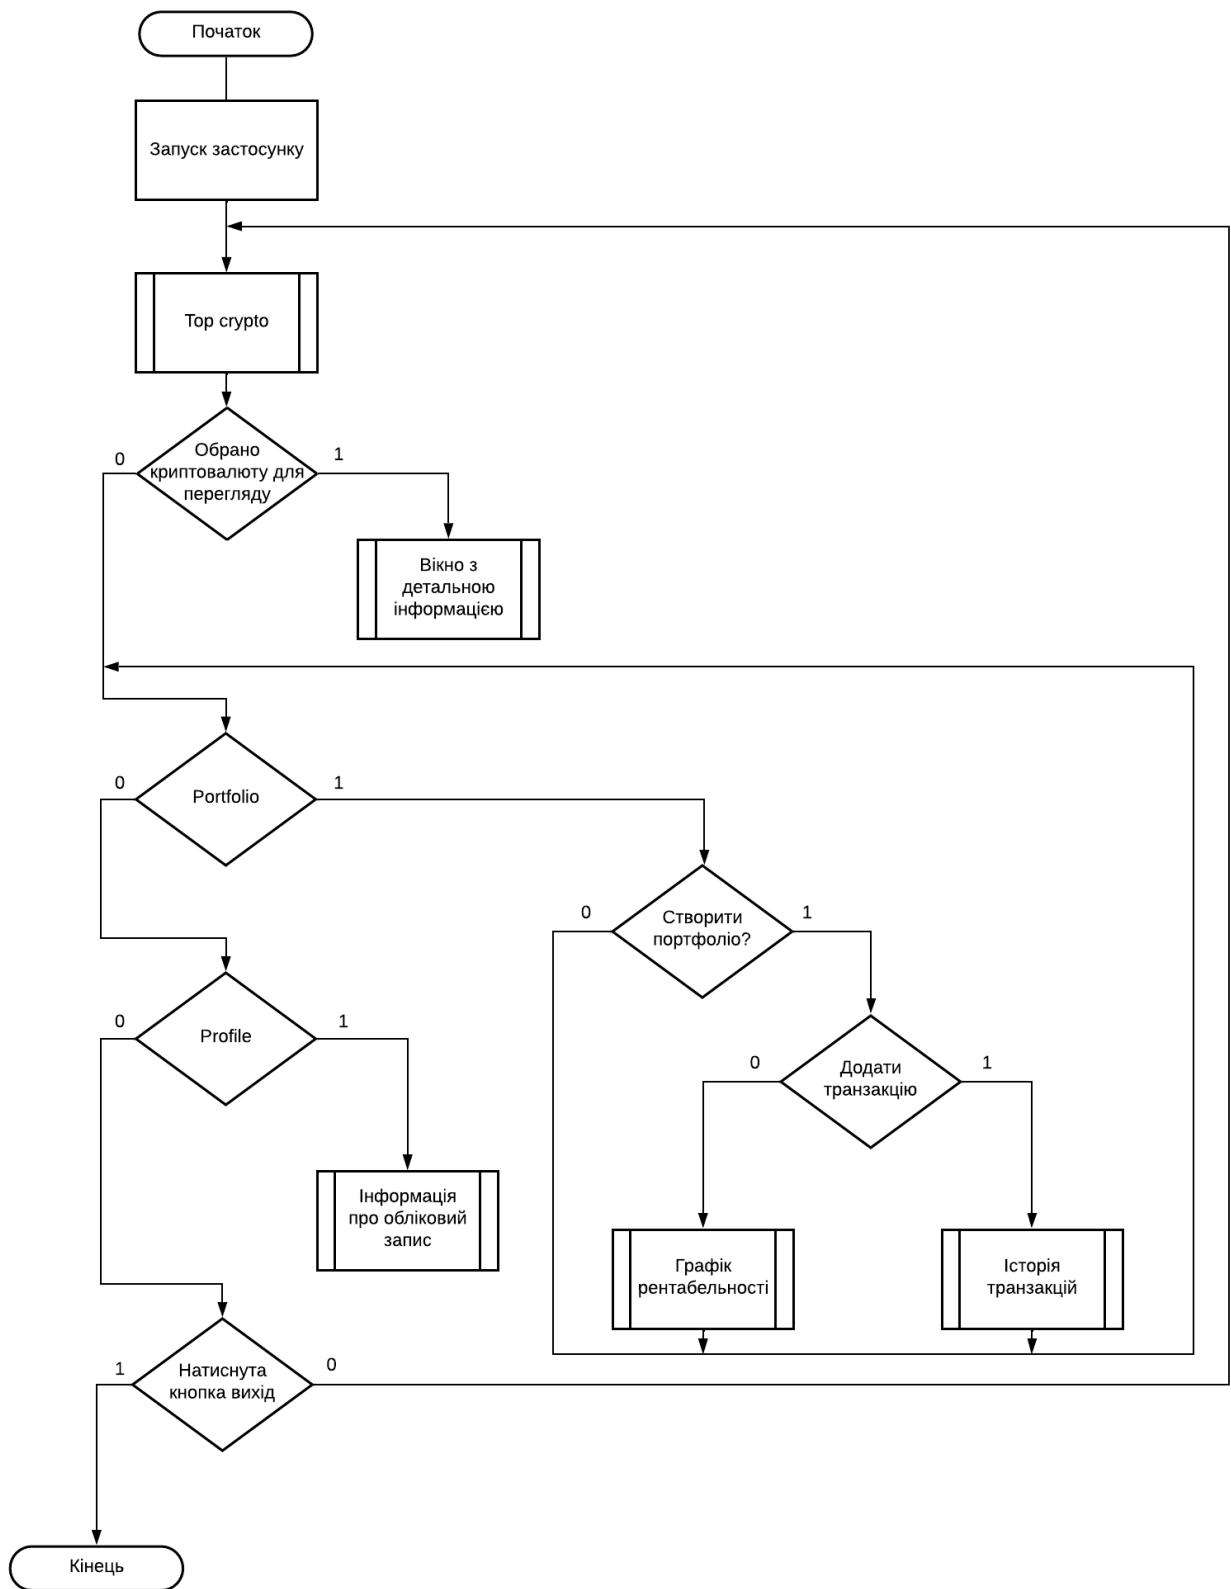 Початок
Запуск застосунку
Top crypto
Обрано
криптовалюту для
перегляду
0
1
Вікно з
детальною
інформацією
Portfolio
0
1
Створити
портфоліо?
0
1
Додати
транзакцію
0
1
Profile
0
1
Інформація
про обліковий
запис
Графік
рентабельності
Історія
транзакцій
Натиснута
кнопка вихід
1
0
Кінець